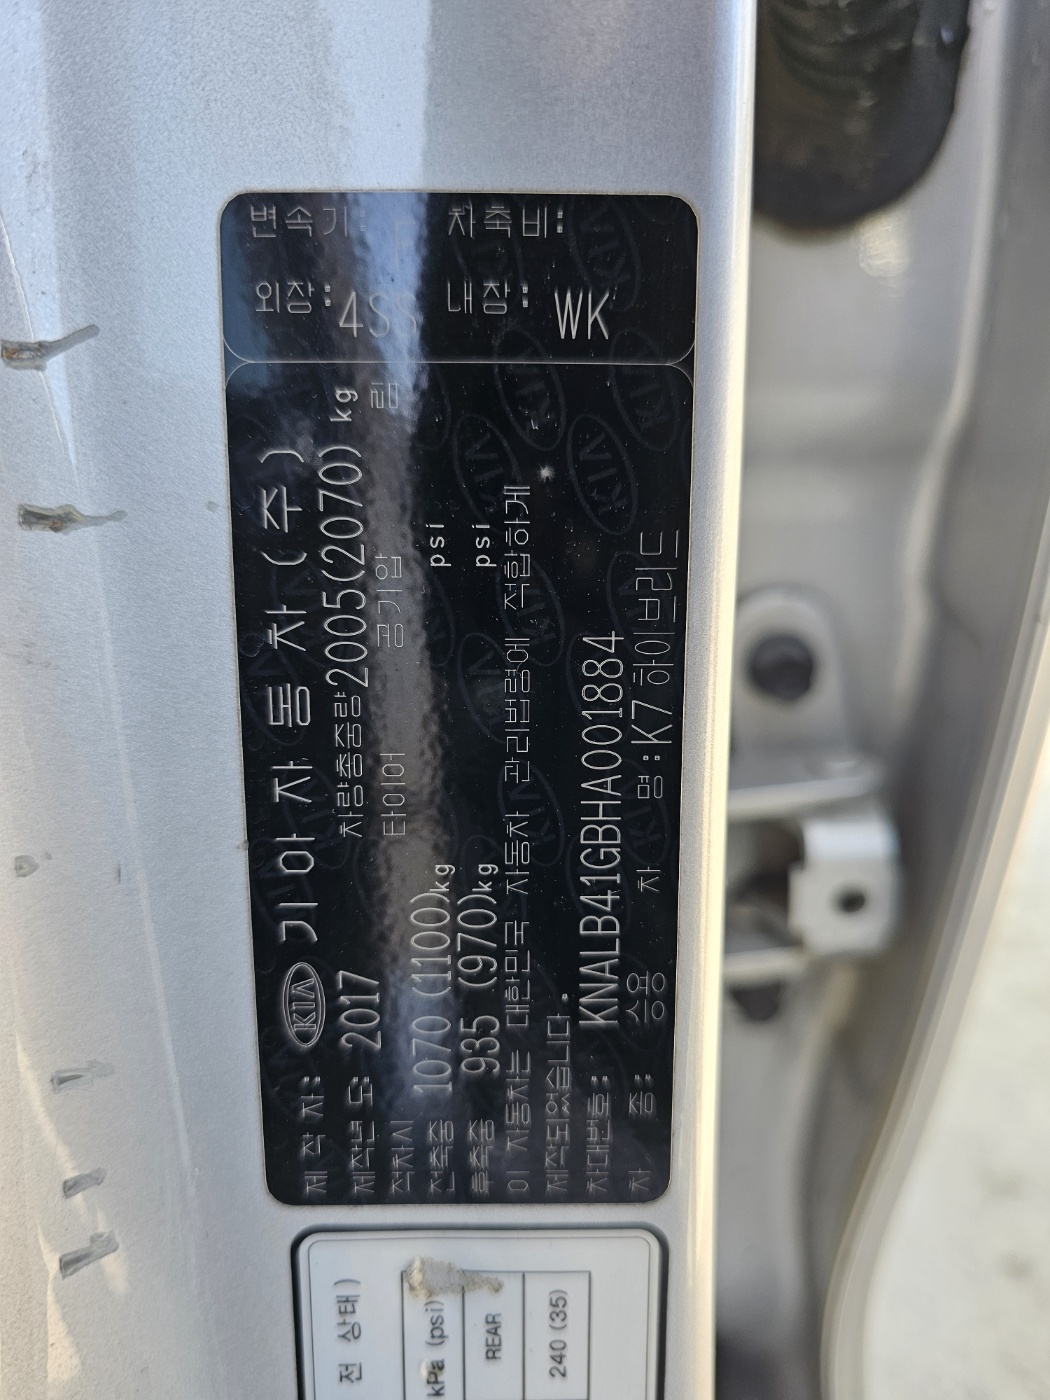 변속기: 차축비:
외장: 4SS 내장: WK
제 작 자: KIA 기아자동차(주)
제작년도 2017 차량총중량 2005(2070) kg
적차시 타이어 공기압 림
전축중 1070 (1100)kg psi
후축중 935 (970)kg psi
이 자동차는 대한민국 자동차 관리법령에 적합하게
제작되었습니다.
차대번호: KNALB41GBHA001884
차 종: 승용 차 명: K7 하이브리드
전 상태)
kPa (psi)
REAR
240 (35)